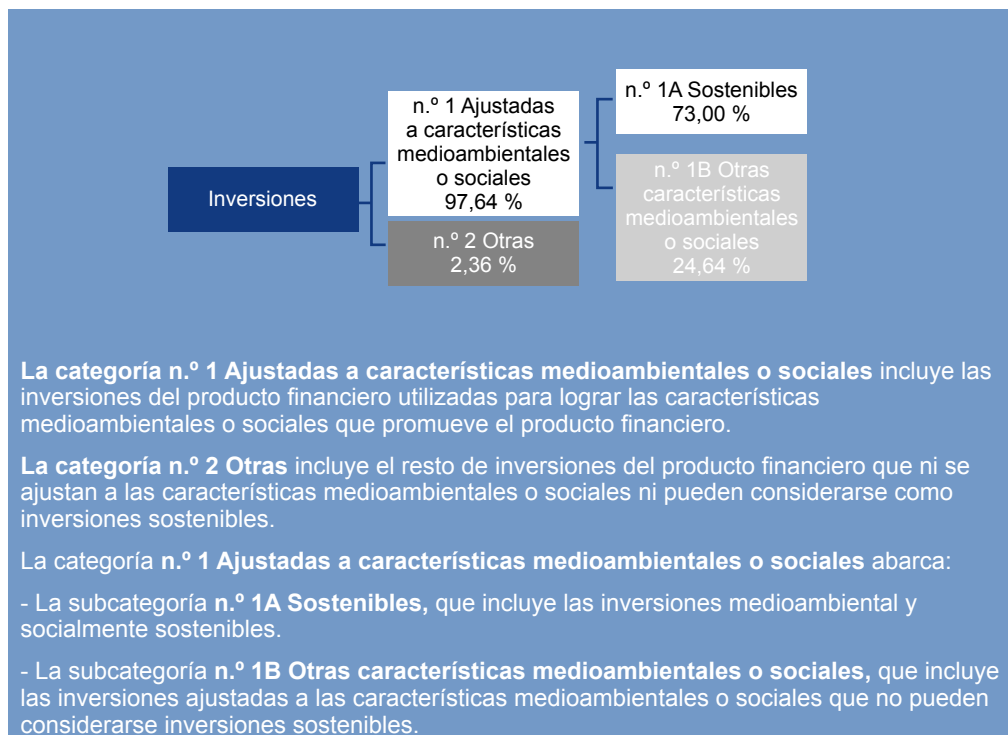 Inversiones
n.º 1 Ajustadas
a características
medioambientales
o sociales
97,64 %
n.º 2 Otras
2,36 %
n.º 1A Sostenibles
73,00 %
n.º 1B Otras
características
medioambientales
o sociales
24,64 %
La categoría n.º 1 Ajustadas a características medioambientales o sociales incluye las
inversiones del producto financiero utilizadas para lograr las características
medioambientales o sociales que promueve el producto financiero.
La categoría n.º 2 Otras incluye el resto de inversiones del producto financiero que ni se
ajustan a las características medioambientales o sociales ni pueden considerarse como
inversiones sostenibles.
La categoría n.º 1 Ajustadas a características medioambientales o sociales abarca:
- La subcategoría n.º 1A Sostenibles, que incluye las inversiones medioambiental y
socialmente sostenibles.
- La subcategoría n.º 1B Otras características medioambientales o sociales, que incluye
las inversiones ajustadas a las características medioambientales o sociales que no pueden
considerarse inversiones sostenibles.